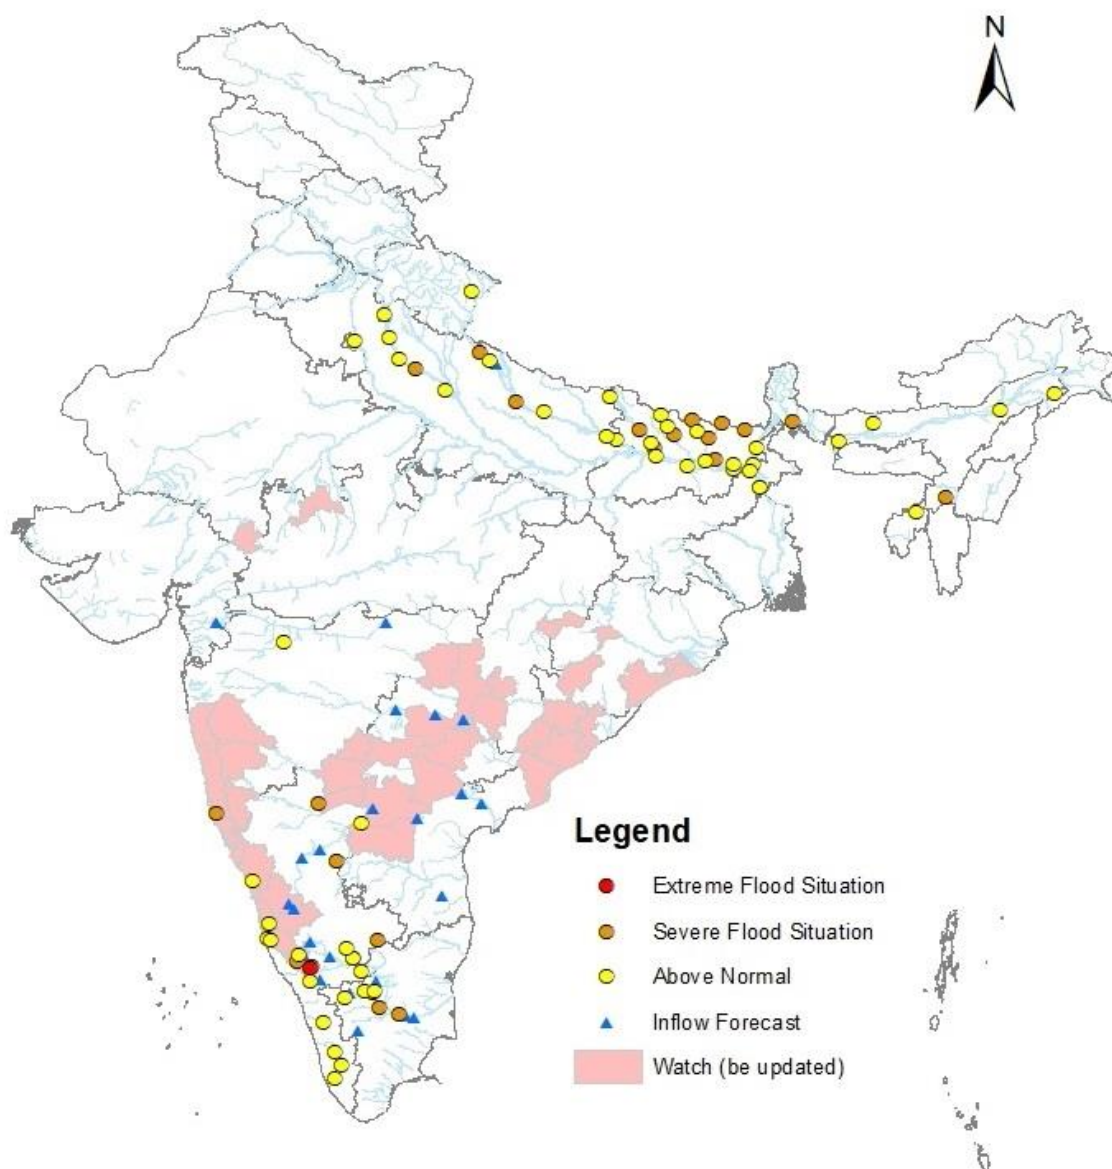 N
Legend
Extreme Flood Situation
Severe Flood Situation
Above Normal
Inflow Forecast
Watch (be updated)